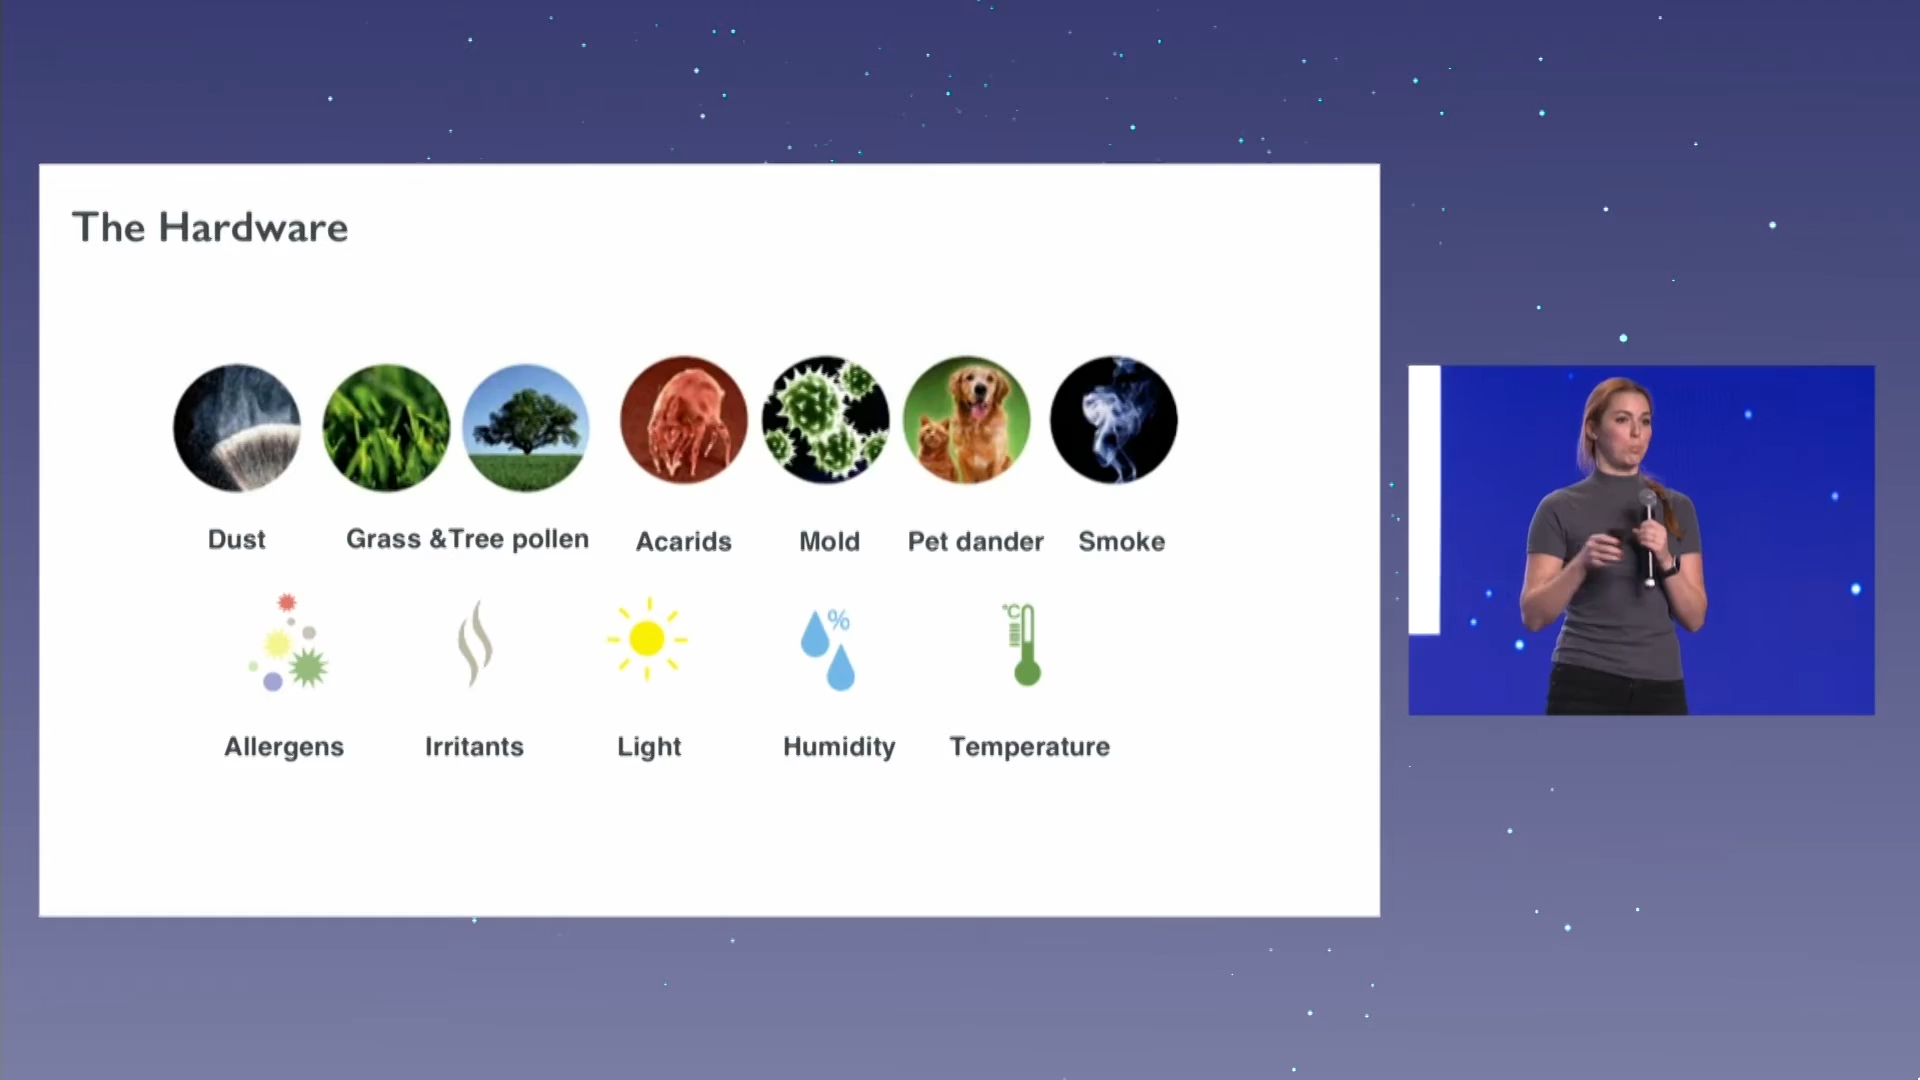 The Hardware
Dust Grass &Tree pollen Acarids Mold Pet dander Smoke
% °C
Allergens Irritants Light Humidity Temperature